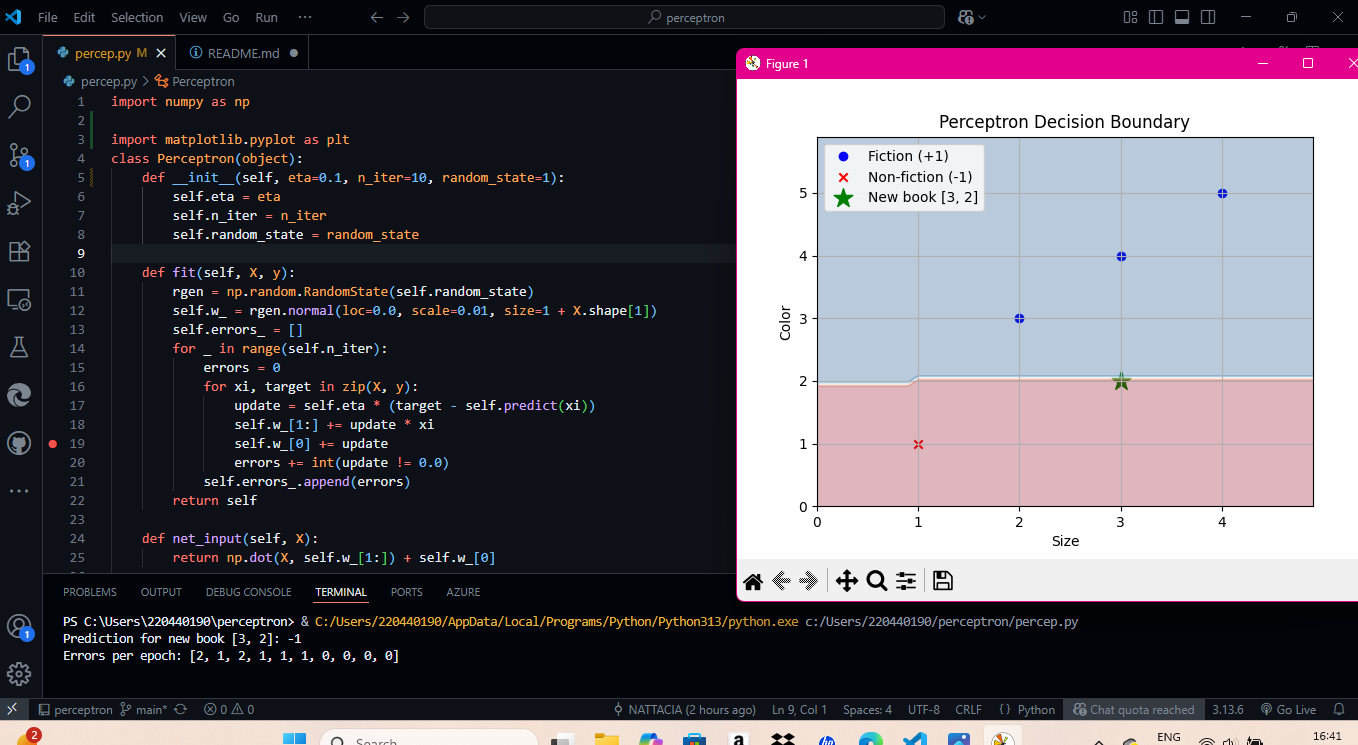 File Edit Selection View Go Run ··· perceptron
percep.py M README.md
percep.py > Perceptron
1 import numpy as np
2
3 import matplotlib.pyplot as plt
4 class Perceptron(object):
5 def __init__(self, eta=0.1, n_iter=10, random_state=1):
6 self.eta = eta
7 self.n_iter = n_iter
8 self.random_state = random_state
9
10 def fit(self, X, y):
11 rgen = np.random.RandomState(self.random_state)
12 self.w_ = rgen.normal(loc=0.0, scale=0.01, size=1 + X.shape[1])
13 self.errors_ = []
14 for _ in range(self.n_iter):
15 errors = 0
16 for xi, target in zip(X, y):
17 update = self.eta * (target - self.predict(xi))
18 self.w_[1:] += update * xi
19 self.w_[0] += update
20 errors += int(update != 0.0)
21 self.errors_.append(errors)
22 return self
23
24 def net_input(self, X):
25 return np.dot(X, self.w_[1:]) + self.w_[0]
Figure 1
Perceptron Decision Boundary
Fiction (+1)
Non-fiction (-1)
New book [3, 2]
Color
5
4
3
2
1
0
0 1 2 3 4
Size
PROBLEMS OUTPUT DEBUG CONSOLE TERMINAL PORTS AZURE
PS C:\Users\220440190\perceptron> & C:/Users/220440190/AppData/Local/Programs/Python/Python313/python.exe c:/Users/220440190/perceptron/percep.py
Prediction for new book [3, 2]: -1
Errors per epoch: [2, 1, 2, 1, 1, 1, 0, 0, 0, 0]
1
1
1
perceptron main* 0 0 NATTACIA (2 hours ago) Ln 9, Col 1 Spaces: 4 UTF-8 CRLF {} Python Chat quota reached 3.13.6 Go Live
2 Search a hp ENG 16:41